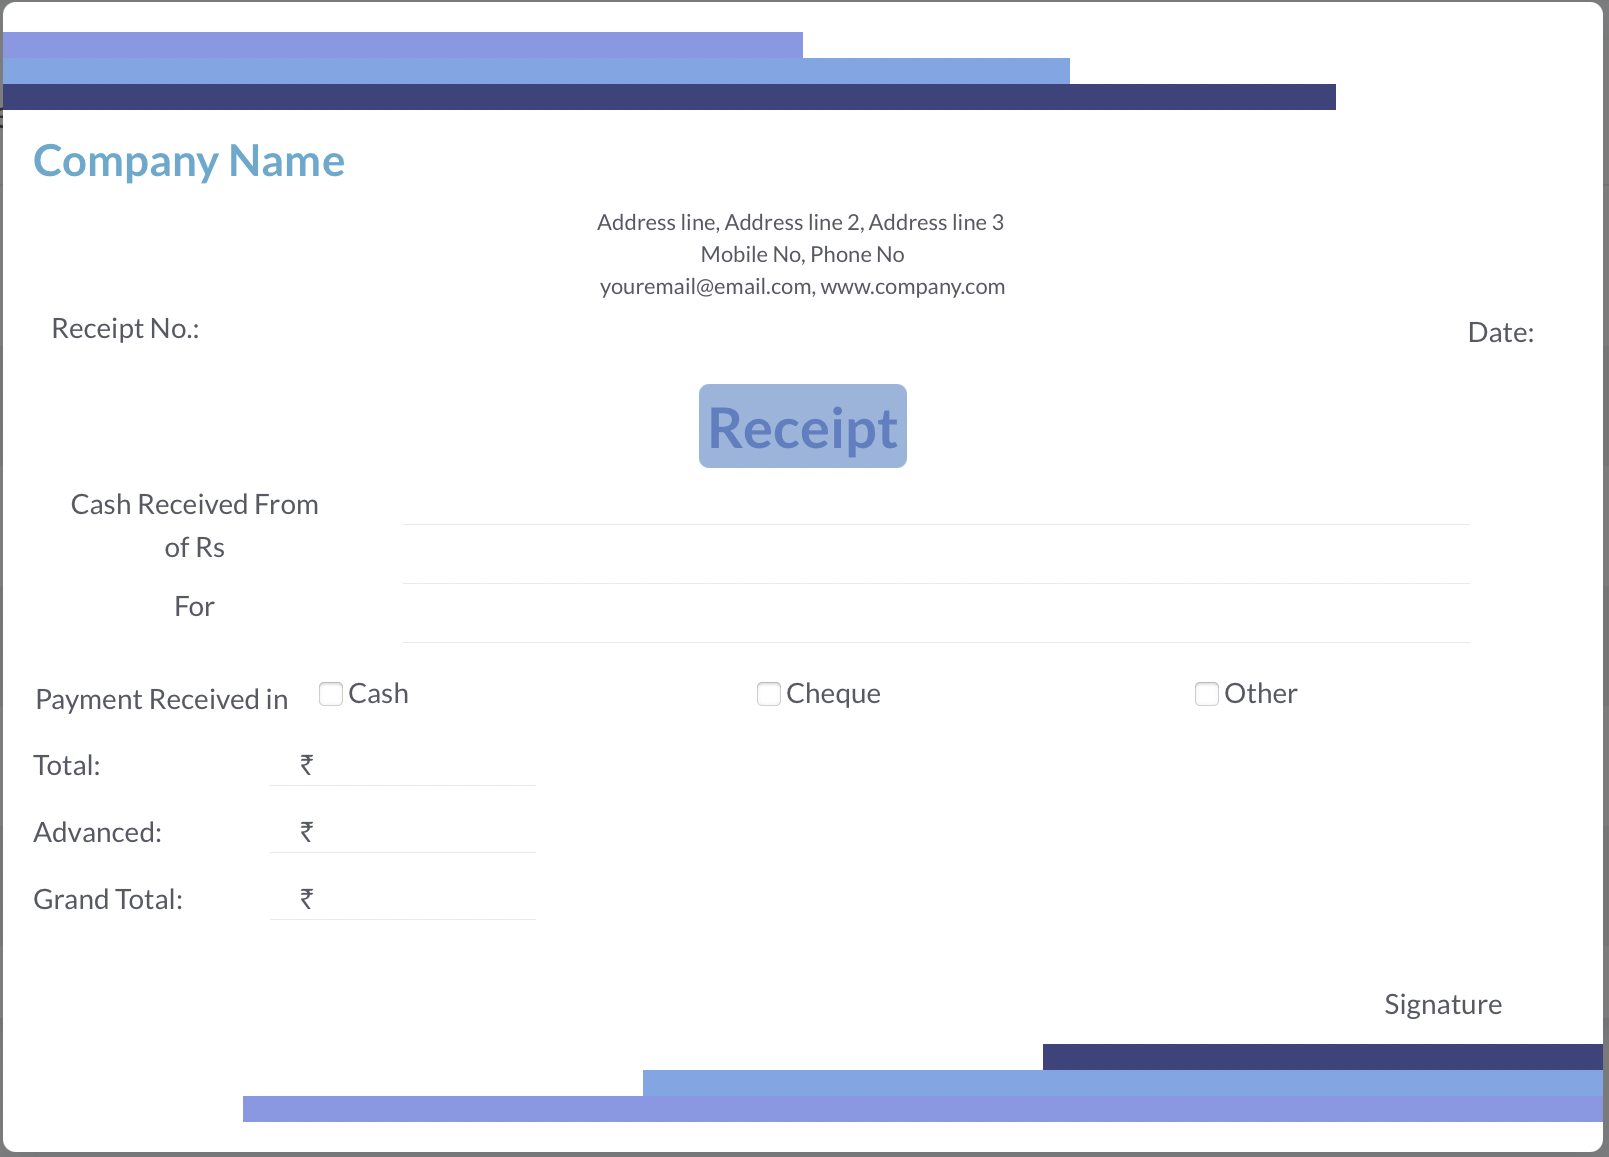 Company Name
Address line, Address line 2, Address line 3
Mobile No, Phone No
youremail@email.com, www.company.com
Receipt No.:
Date:
Receipt
Cash Received From
of Rs
For
Payment Received in Cash Cheque Other
Total: ₹
Advanced: ₹
Grand Total: ₹
Signature